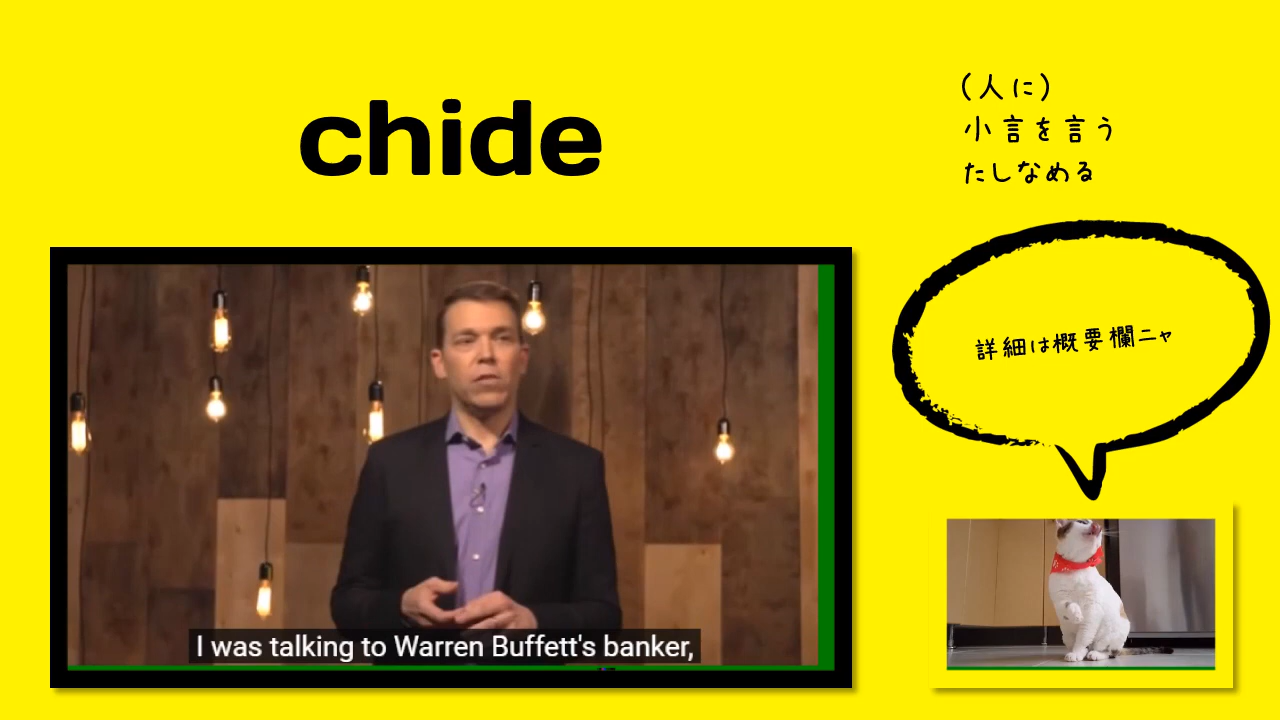 chide
(人に)
小言を言う
たしなめる
詳細は概要欄ニャ
I was talking to Warren Buffett's banker,